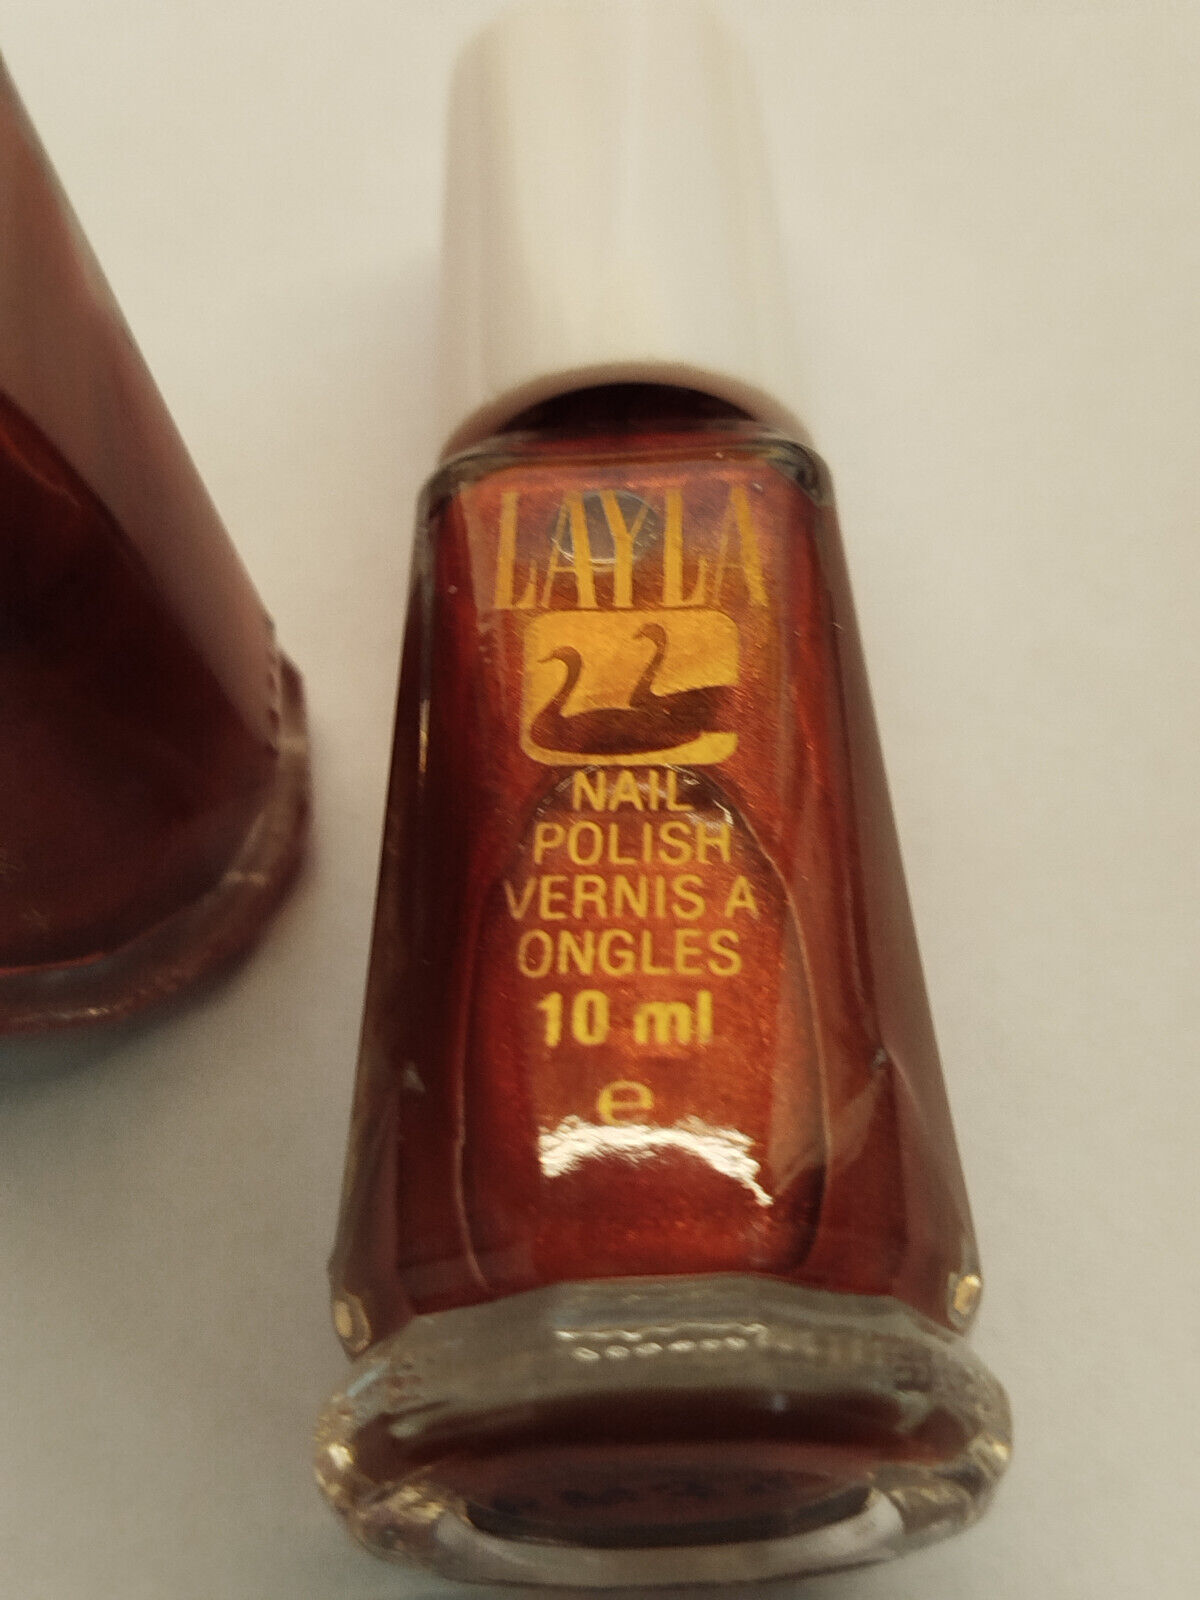 LAYLA
NAIL
POLISH
VERNIS A
ONGLES
10 ml
e